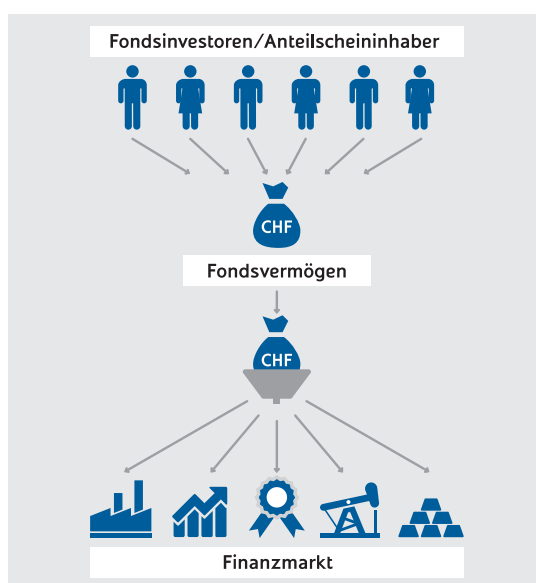 Fondsinvestoren/Anteilscheininhaber
CHF
Fondsvermögen
CHF
Finanzmarkt